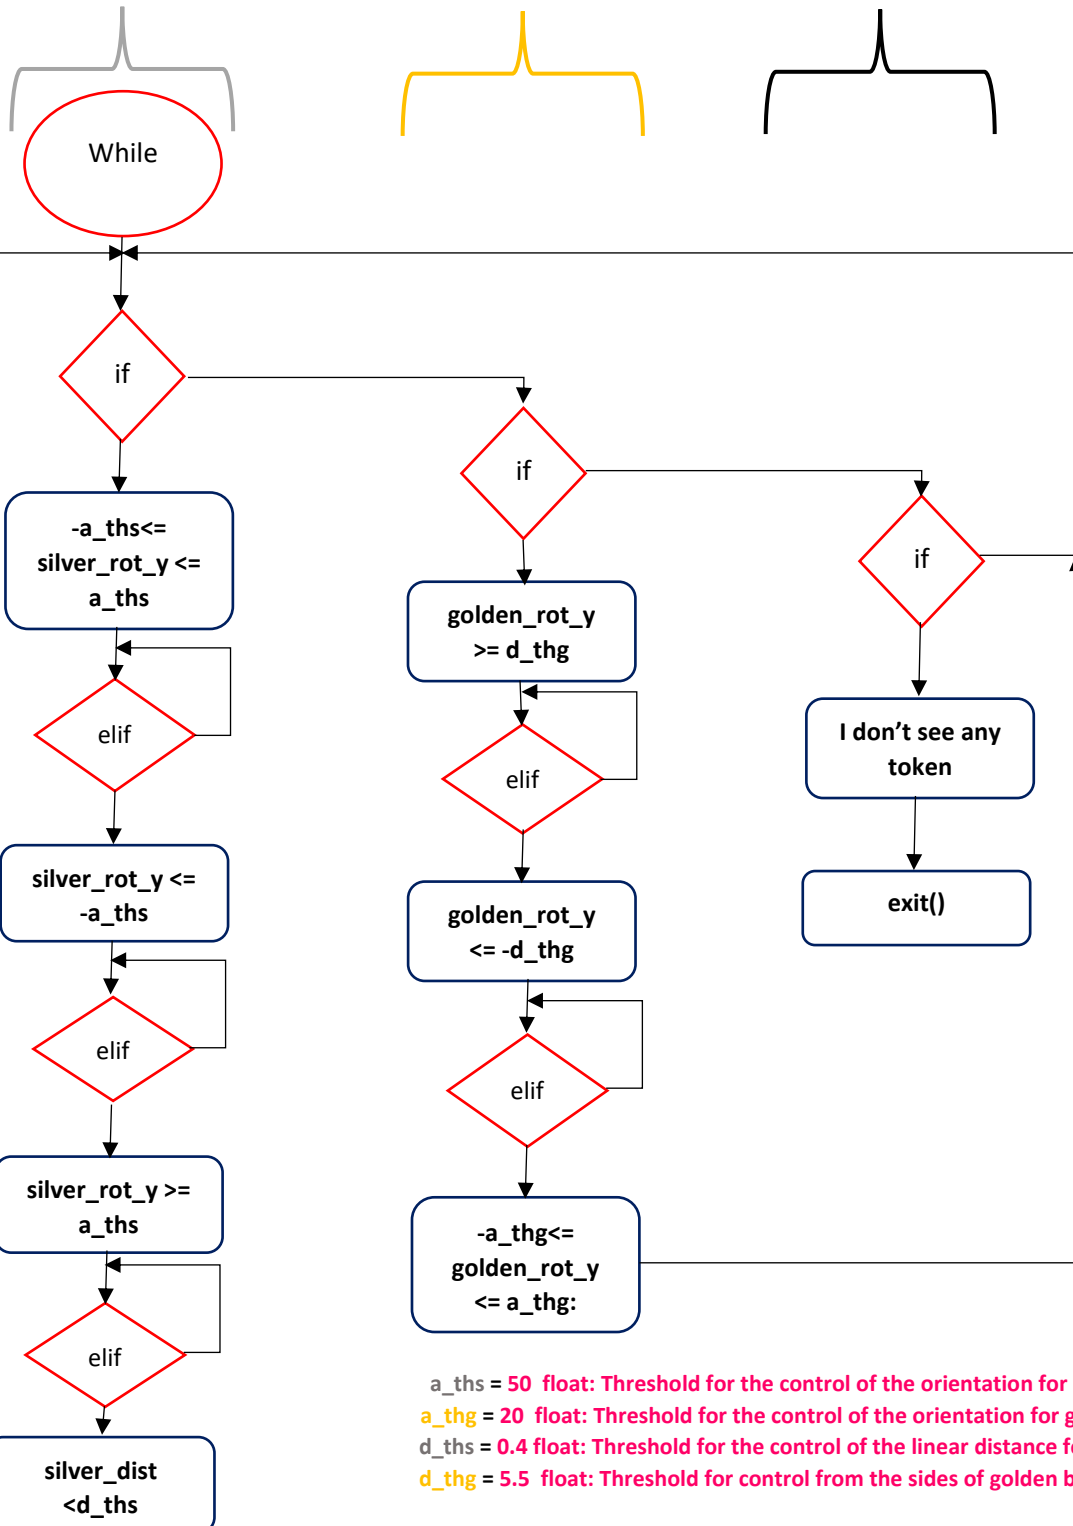 While
if
-a_ths<=
silver_rot_y <=
a_ths
elif
silver_rot_y <=
-a_ths
elif
silver_rot_y >=
a_ths
elif
silver_dist
<d_ths
if
golden_rot_y
>= d_thg
elif
golden_rot_y
<= -d_thg
elif
-a_thg<=
golden_rot_y
<= a_thg:
if
I don't see any
token
exit()
a_ths = 50 float: Threshold for the control of the orientation for
a_thg = 20 float: Threshold for the control of the orientation for g
d_ths = 0.4 float: Threshold for the control of the linear distance fo
d_thg = 5.5 float: Threshold for control from the sides of golden b